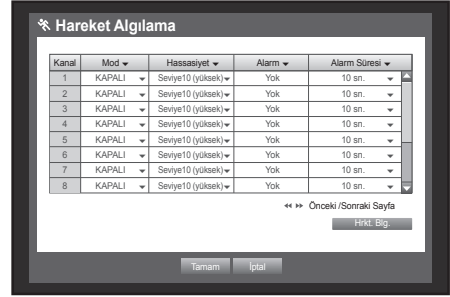 Hareket Algılama
Kanal Mod Hassasiyet Alarm Alarm Süresi
1 KAPALI Seviye10 (yüksek) Yok 10 sn.
2 KAPALI Seviye10 (yüksek) Yok 10 sn.
3 KAPALI Seviye10 (yüksek) Yok 10 sn.
4 KAPALI Seviye10 (yüksek) Yok 10 sn.
5 KAPALI Seviye10 (yüksek) Yok 10 sn.
6 KAPALI Seviye10 (yüksek) Yok 10 sn.
7 KAPALI Seviye10 (yüksek) Yok 10 sn.
8 KAPALI Seviye10 (yüksek) Yok 10 sn.
Önceki /Sonraki Sayfa
Hrkt. Blg.
Tamam İptal